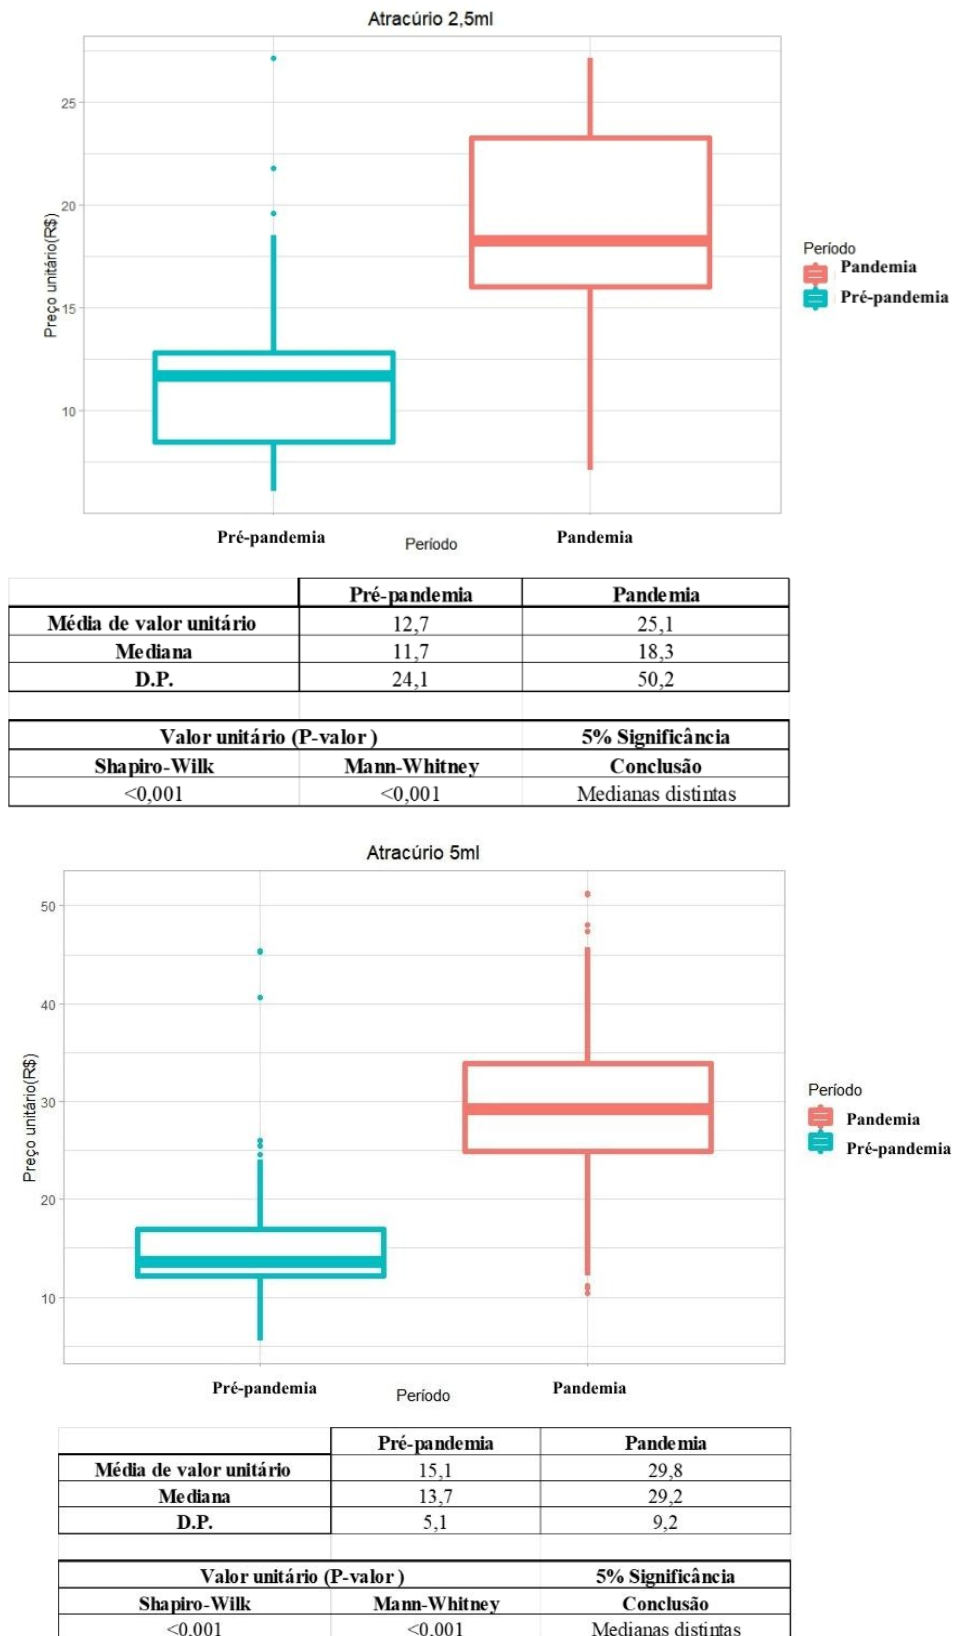 Atracúrio 2,5ml
25
20
15
10
Preço unitário(R$)
Período
Pandemia
Pré-pandemia
Pré-pandemia Pandemia
Período
Pré-pandemia Pandemia
Média de valor unitário 12,7 25,1
Mediana 11,7 18,3
D.P. 24,1 50,2
Valor unitário (P-valor ) 5% Significância
Shapiro-Wilk Mann-Whitney Conclusão
<0,001 <0,001 Medianas distintas
Atracúrio 5ml
50
40
30
20
10
Preço unitário(R$)
Período
Pandemia
Pré-pandemia
Pré-pandemia Pandemia
Período
Pré-pandemia Pandemia
Média de valor unitário 15,1 29,8
Mediana 13,7 29,2
D.P. 5,1 9,2
Valor unitário (P-valor ) 5% Significância
Shapiro-Wilk Mann-Whitney Conclusão
<0,001 <0,001 Medianas distintas